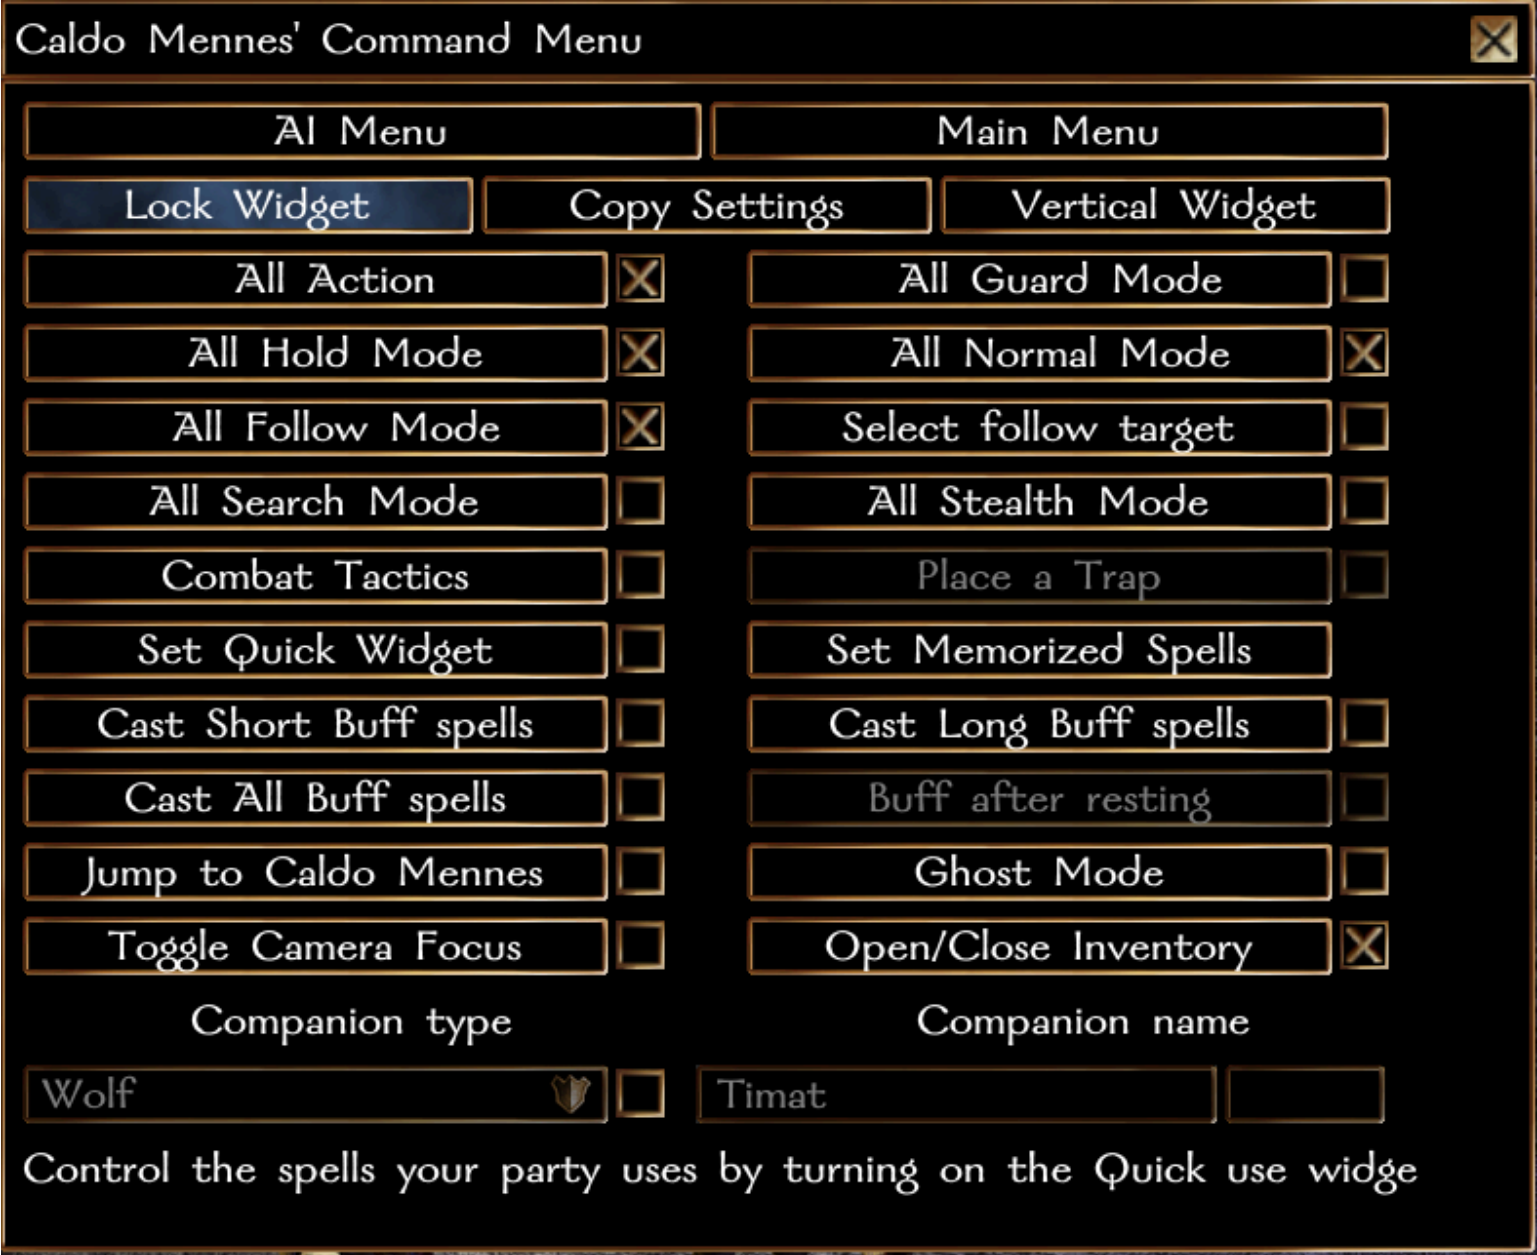 Caldo Mennes' Command Menu
AI Menu Main Menu
Lock Widget Copy Settings Vertical Widget
All Action All Guard Mode
All Hold Mode All Normal Mode
All Follow Mode Select follow target
All Search Mode All Stealth Mode
Combat Tactics Place a Trap
Set Quick Widget Set Memorized Spells
Cast Short Buff spells Cast Long Buff spells
Cast All Buff spells Buff after resting
Jump to Caldo Mennes Ghost Mode
Toggle Camera Focus Open/Close Inventory
Companion type Companion name
Wolf Timat
Control the spells your party uses by turning on the Quick use widge